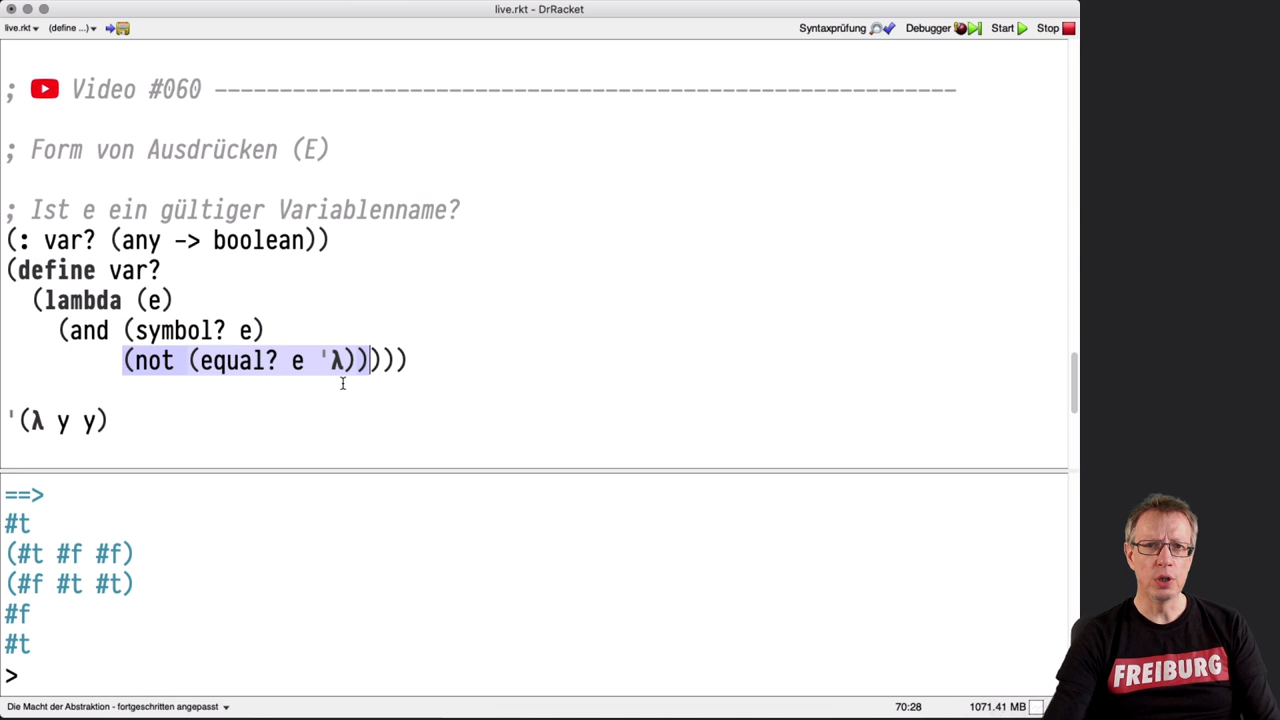 live.rkt - DrRacket
live.rkt (define ...) Syntaxprüfung Debugger Start Stop
; Video #060 ---------------------------------------------------------
; Form von Ausdrücken (E)
; Ist e ein gültiger Variablenname?
(: var? (any -> boolean))
(define var?
(lambda (e)
(and (symbol? e)
(not (equal? e 'λ)))))
'(λ y y)
==>
#t
(#t #f #f)
(#f #t #t)
#f
#t
>
Die Macht der Abstraktion - fortgeschritten angepasst 70:28 1071.41 MB
FREIBURG